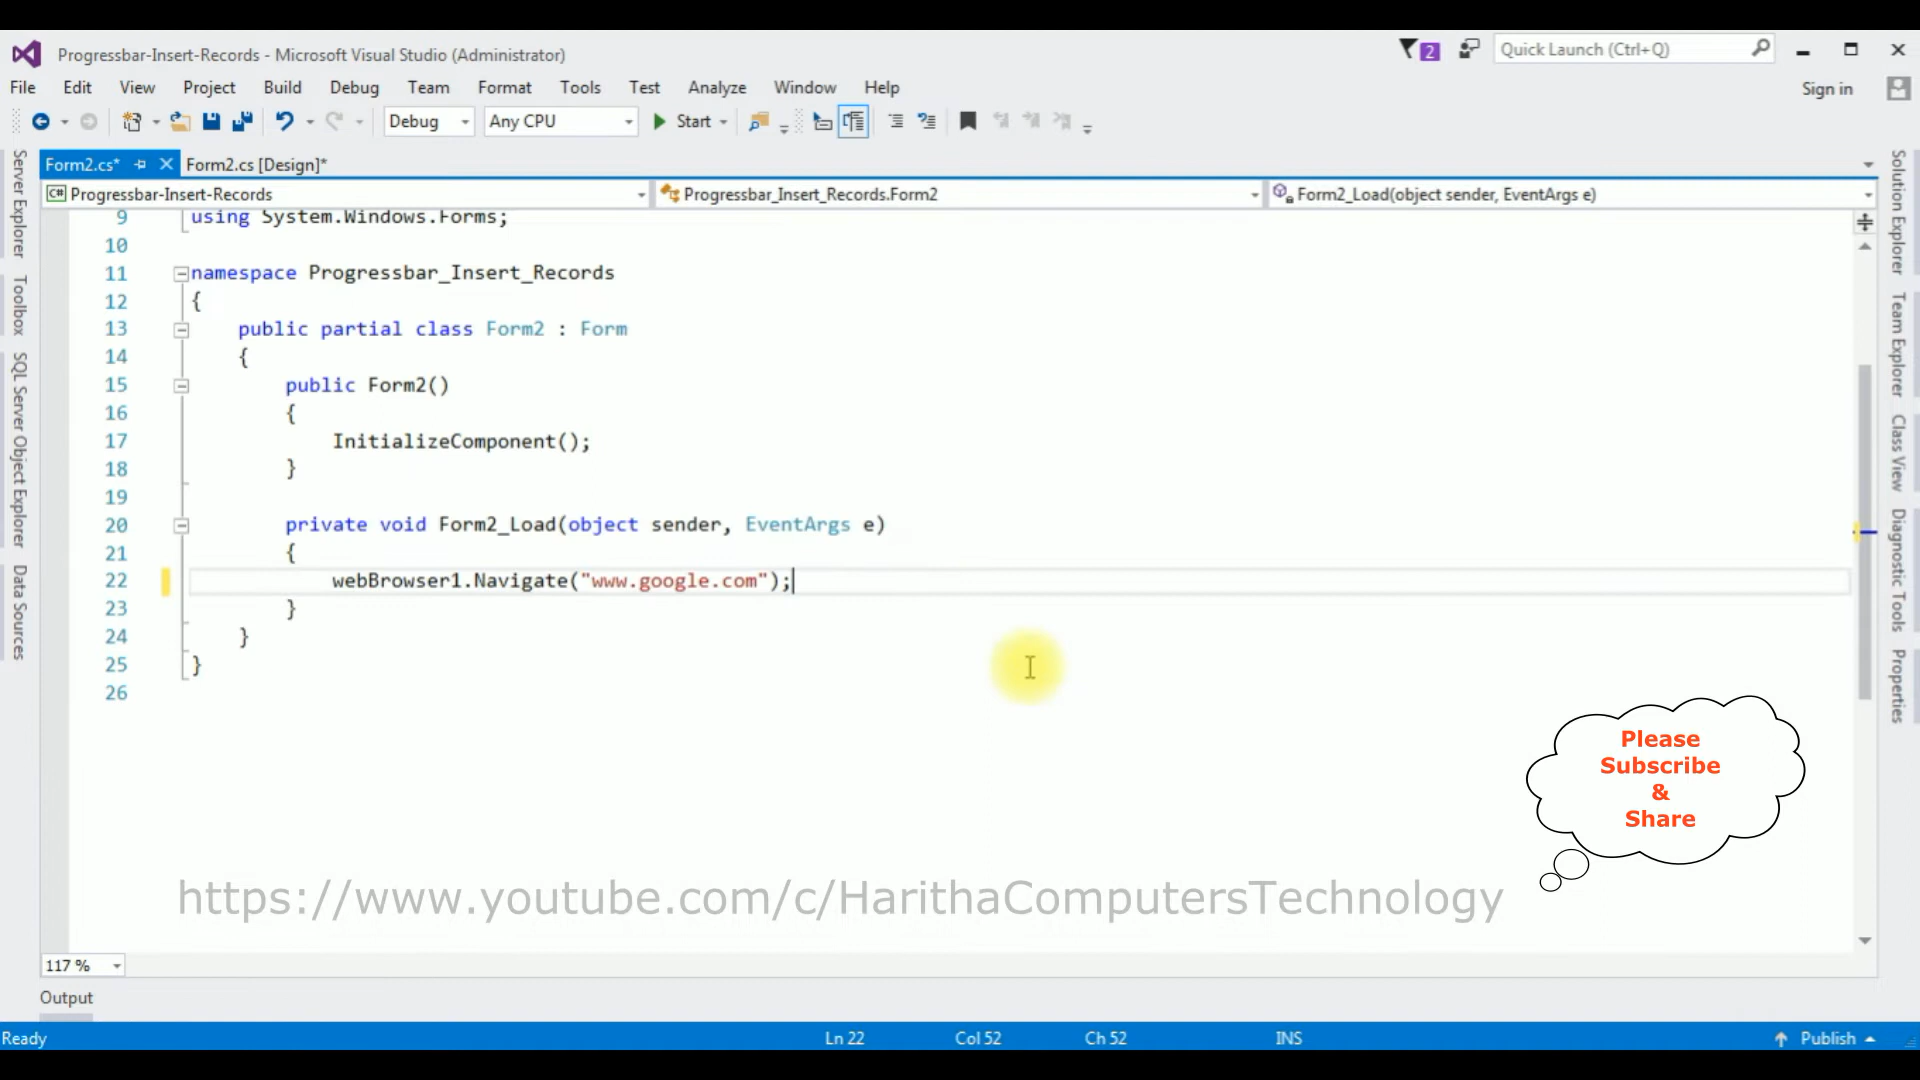 Progressbar-Insert-Records - Microsoft Visual Studio (Administrator)
2
Quick Launch (Ctrl+Q)
File Edit View Project Build Debug Team Format Tools Test Analyze Window Help
Sign in
Debug
Any CPU
Start
Form2.cs*
Form2.cs [Design]*
C# Progressbar-Insert-Records
Progressbar_Insert_Records.Form2
Form2_Load(object sender, EventArgs e)
Server Explorer
Toolbox
SQL Server Object Explorer
Data Sources
9 using System.Windows.Forms;
10
11 namespace Progressbar_Insert_Records
12 {
13 public partial class Form2 : Form
14 {
15 public Form2()
16 {
17 InitializeComponent();
18 }
19
20 private void Form2_Load(object sender, EventArgs e)
21 {
22 webBrowser1.Navigate("www.google.com");
23 }
24 }
25 }
26
Solution Explorer
Team Explorer
Class View
Diagnostic Tools
Properties
Please
Subscribe
&
Share
https://www.youtube.com/c/HarithaComputersTechnology
117 %
Output
Ready
Ln 22
Col 52
Ch 52
INS
Publish